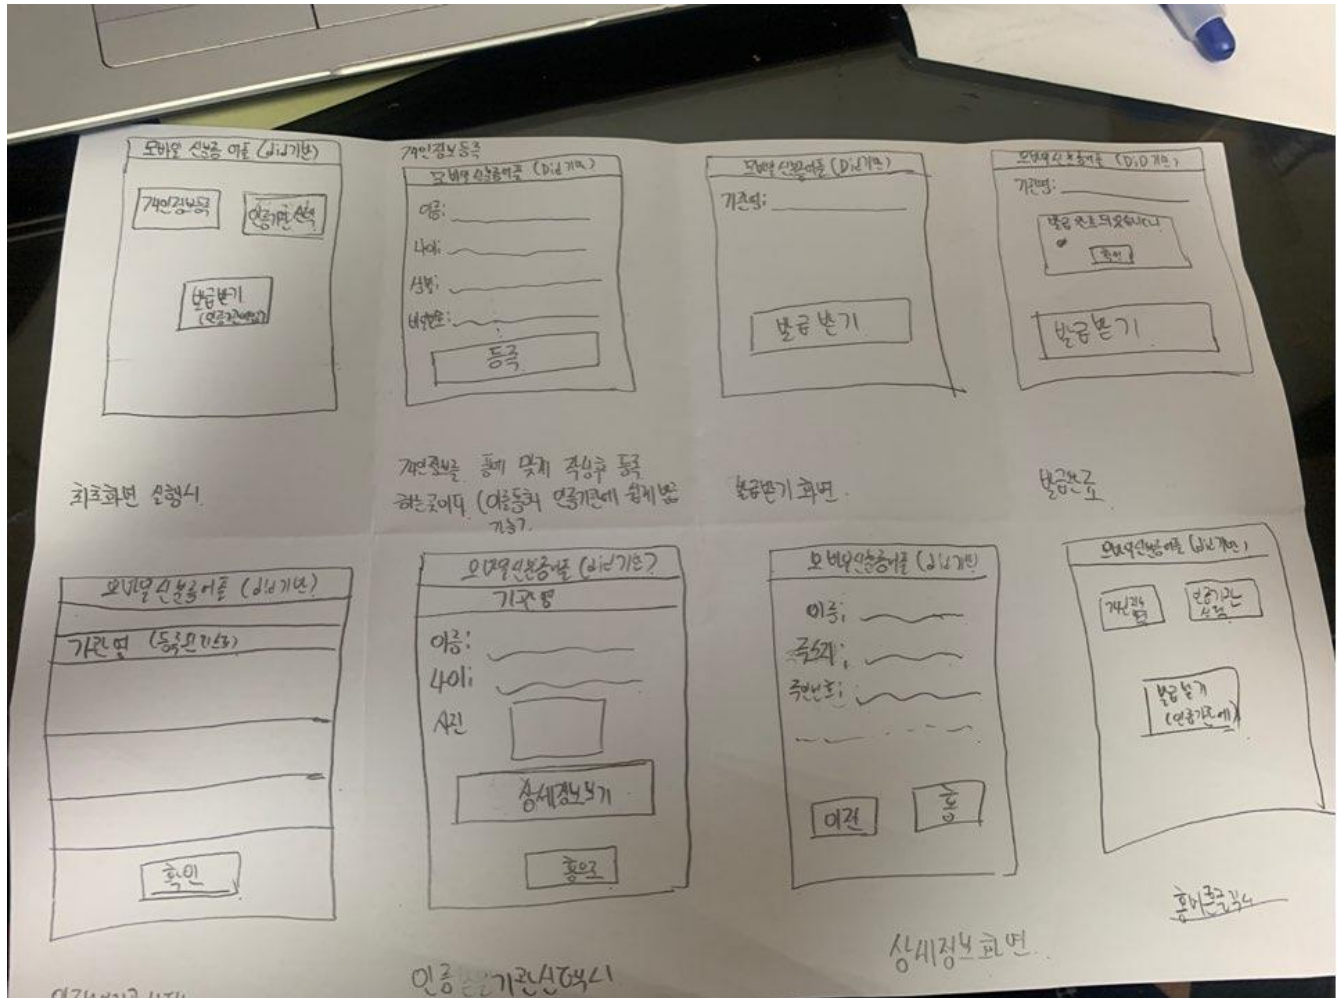 모바일 신분증 어플 (did기반)
개인정보등록
인증기관 선택
발급받기
최초화면 실행시
개인정보등록
모바일신분증어플 (Did기반)
이름:
나이:
성별:
등록
개인정보를 폼에 맞게 작성후 등록
하는곳이다 (이를통해 인증기관에 쉽게 발급
가능?
모바일신분증어플 (Did기반)
기관명:
발급받기
발급받기 화면
모바일신분증어플 (DiD기반)
기관명:
발급 완료 되었습니다
확인
발급받기
발급완료
모바일신분증어플 (did기반)
기관명 (등록된리스트)
확인
모바일신분증어플 (did기반)
기관명
이름:
나이:
사진
상세정보보기
홈으로
인증 기관선택시
모바일신분증어플 (did기반)
이름:
주민번호:
이전
홈
상세정보화면
모바일신분증어플 (did기반)
인증기관
선택
발급받기
(인증기관에)
홈버튼클릭시